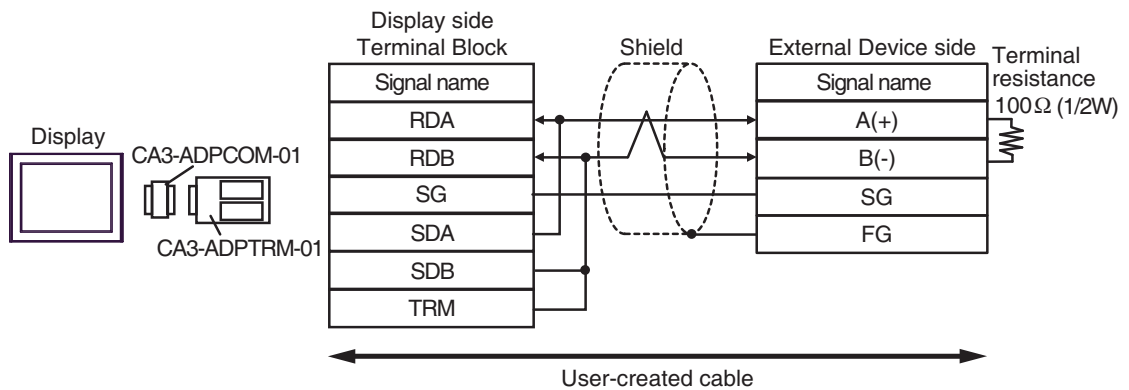 Display side
Terminal Block
Shield
External Device side
Terminal
resistance
100Ω (1/2W)
Signal name
Signal name
RDA
A(+)
Display
CA3-ADPCOM-01
RDB
B(-)
SG
SG
CA3-ADPTRM-01
SDA
FG
SDB
TRM
User-created cable